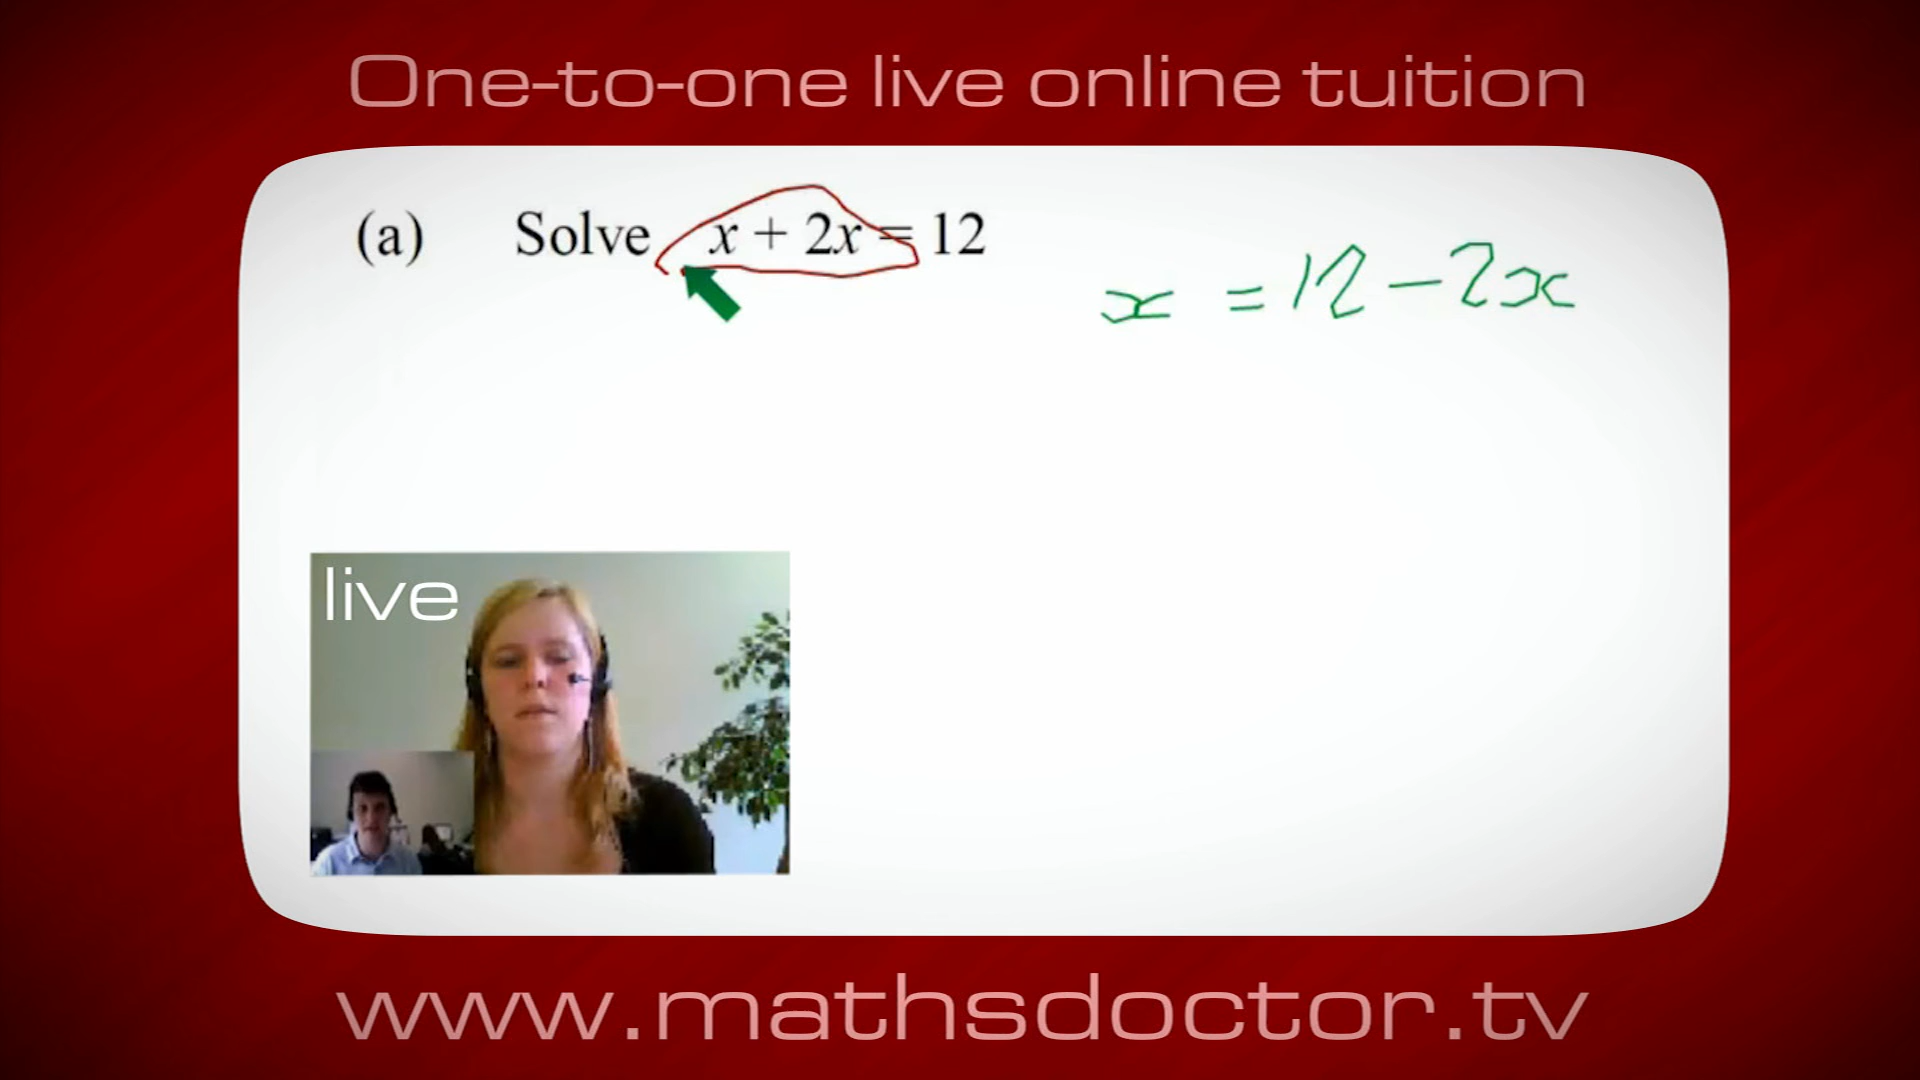 One-to-one live online tuition
(a) Solve x + 2x = 12
x = 12 - 2x
live
www.mathsdoctor.tv